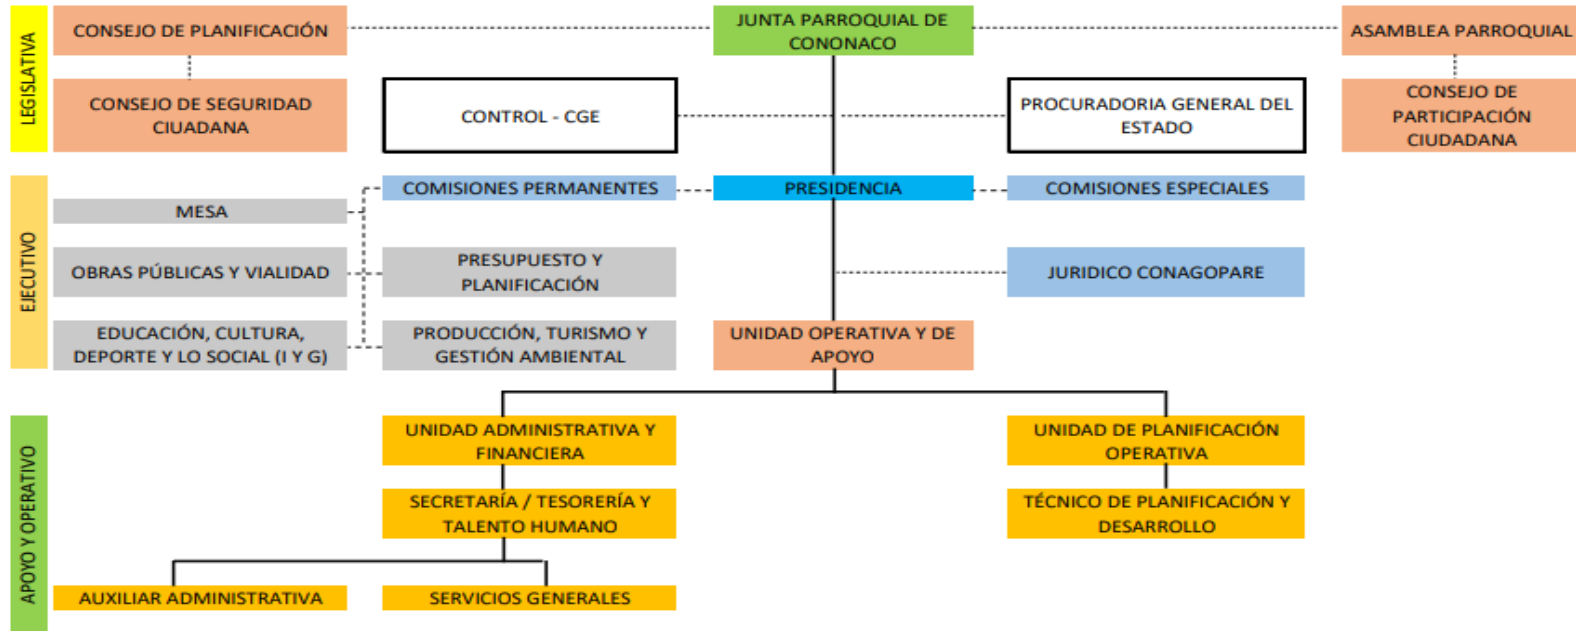 LEGISLATIVA
CONSEJO DE PLANIFICACIÓN
JUNTA PARROQUIAL DE
CONONACO
ASAMBLEA PARROQUIAL
CONSEJO DE SEGURIDAD
CIUADANA
CONTROL - CGE
PROCURADORIA GENERAL DEL
ESTADO
CONSEJO DE
PARTICIPACIÓN
CIUDADANA
EJECUTIVO
COMISIONES PERMANENTES
PRESIDENCIA
COMISIONES ESPECIALES
MESA
OBRAS PÚBLICAS Y VIALIDAD
PRESUPUESTO Y
PLANIFICACIÓN
JURIDICO CONAGOPARE
EDUCACIÓN, CULTURA,
DEPORTE Y LO SOCIAL (I Y G)
PRODUCCIÓN, TURISMO Y
GESTIÓN AMBIENTAL
UNIDAD OPERATIVA Y DE
APOYO
APOYO Y OPERATIVO
UNIDAD ADMINISTRATIVA Y
FINANCIERA
UNIDAD DE PLANIFICACIÓN
OPERATIVA
SECRETARÍA / TESORERÍA Y
TALENTO HUMANO
TÉCNICO DE PLANIFICACIÓN Y
DESARROLLO
AUXILIAR ADMINISTRATIVA
SERVICIOS GENERALES